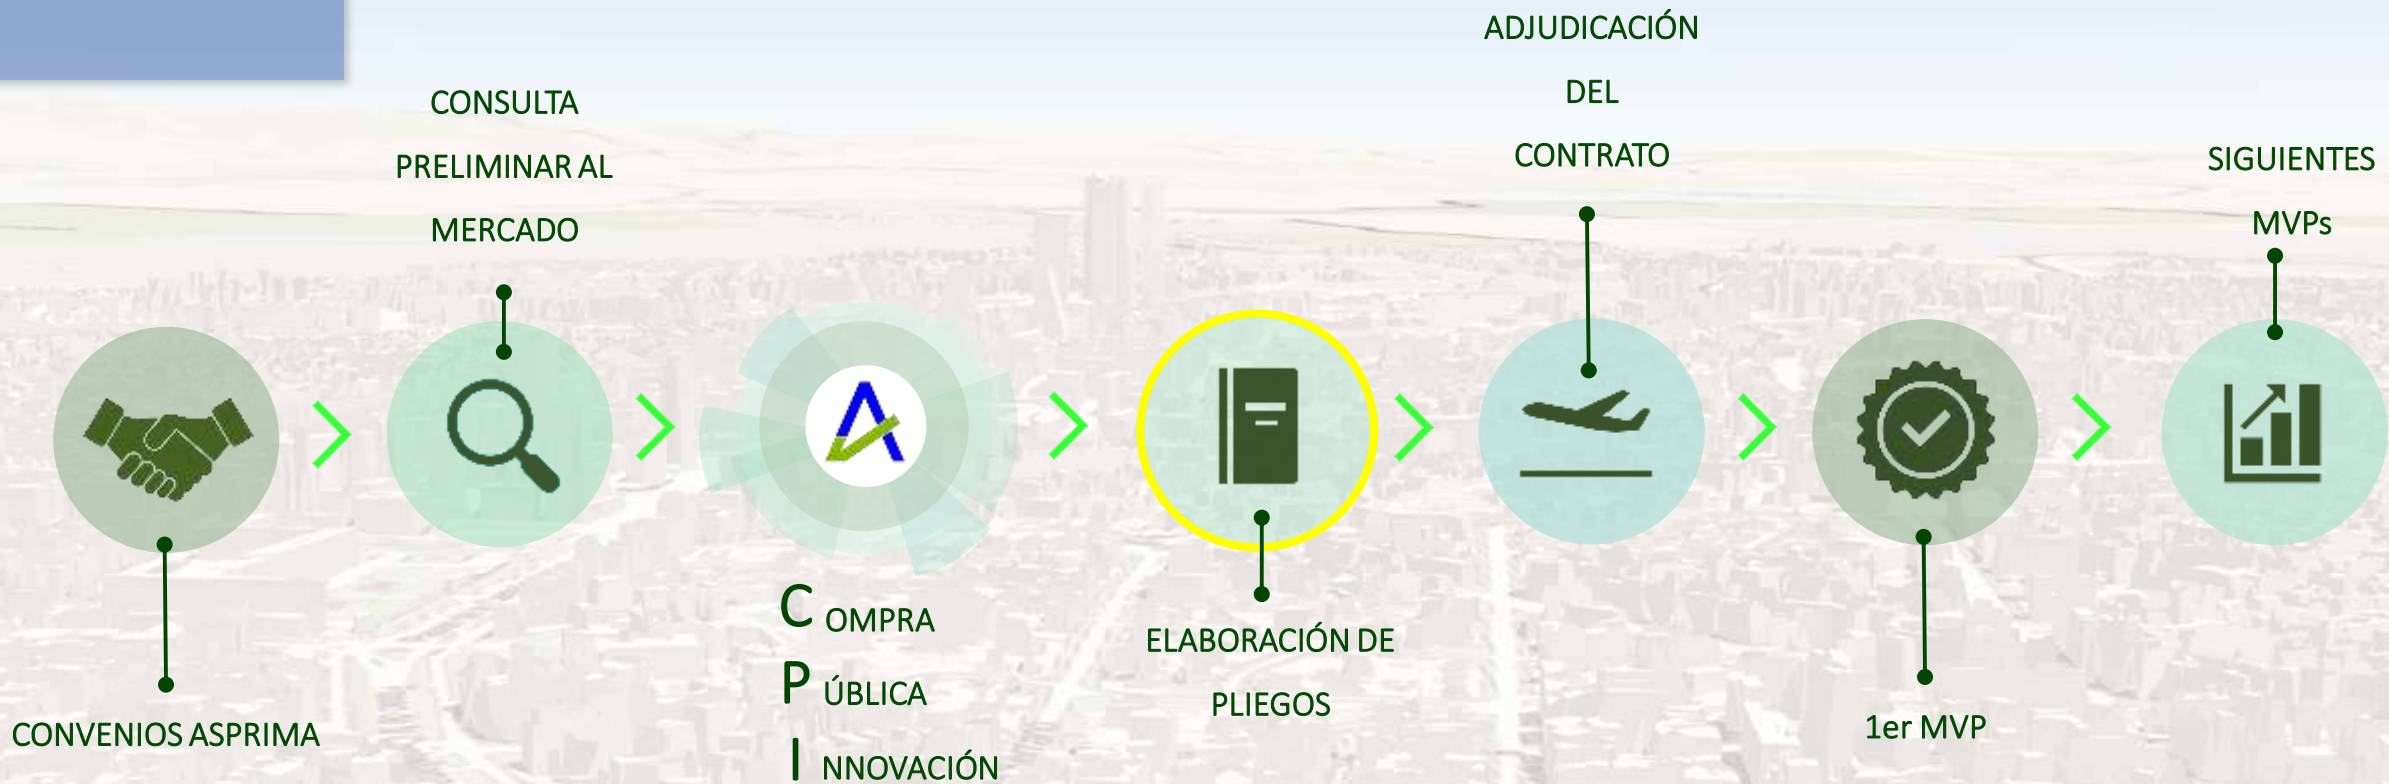 CONVENIOS ASPRIMA
CONSULTA
PRELIMINAR AL
MERCADO
C OMPRA
P ÚBLICA
I NNOVACIÓN
ELABORACIÓN DE
PLIEGOS
ADJUDICACIÓN
DEL
CONTRATO
1er MVP
SIGUIENTES
MVPs